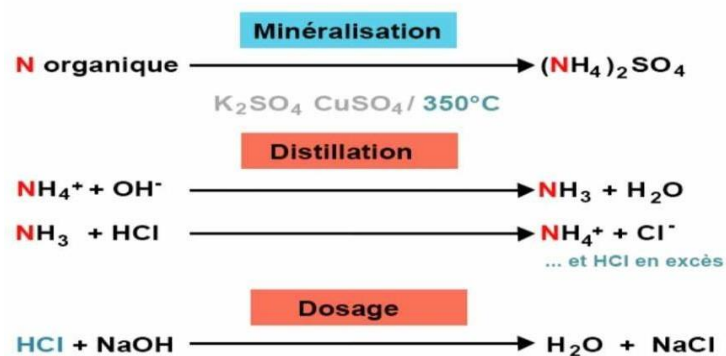 Minéralisation
N organique (NH₄)₂SO₄
K₂SO₄ CuSO₄/ 350°C
Distillation
NH₄⁺ + OH⁻ NH₃ + H₂O
NH₃ + HCl NH₄⁺ + Cl⁻
... et HCl en excès
Dosage
HCl + NaOH H₂O + NaCl